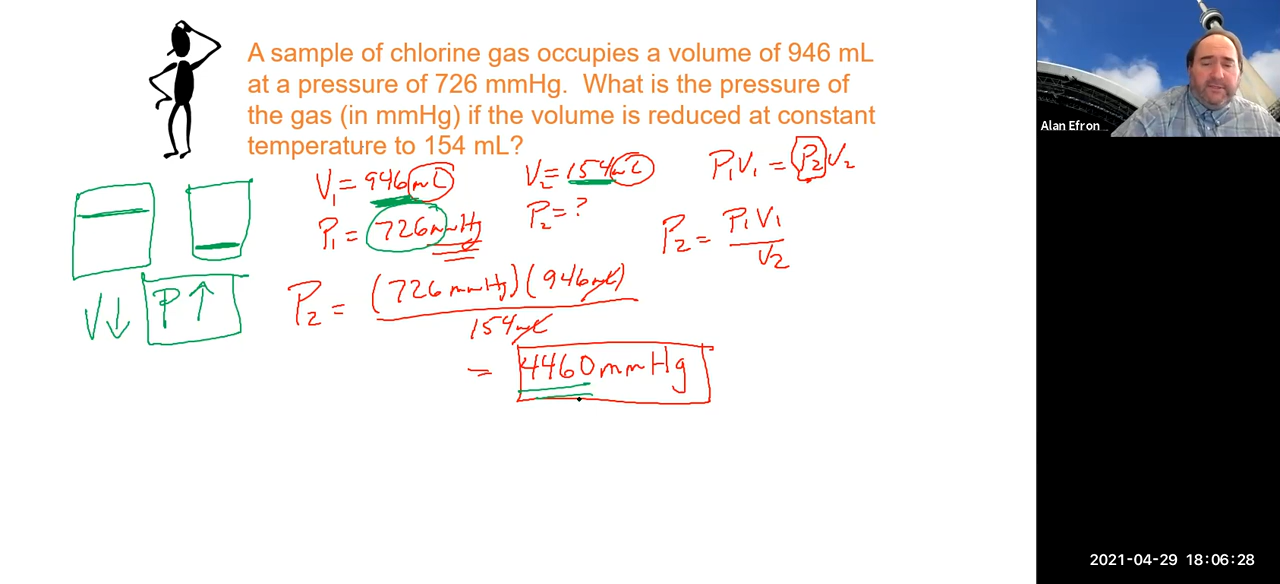 A sample of chlorine gas occupies a volume of 946 mL
at a pressure of 726 mmHg. What is the pressure of
the gas (in mmHg) if the volume is reduced at constant
temperature to 154 mL?
V₁ = 946 mL
V₂ = 154 mL
P₁V₁ = P₂V₂
P₁ = 726 mmHg
P₂ = ?
P₂ = P₁V₁
V₂
V↓ P↑
P₂ = (726 mmHg)(946 mL)
154 mL
= 4460 mmHg
Alan Efron
2021-04-29 18:06:28